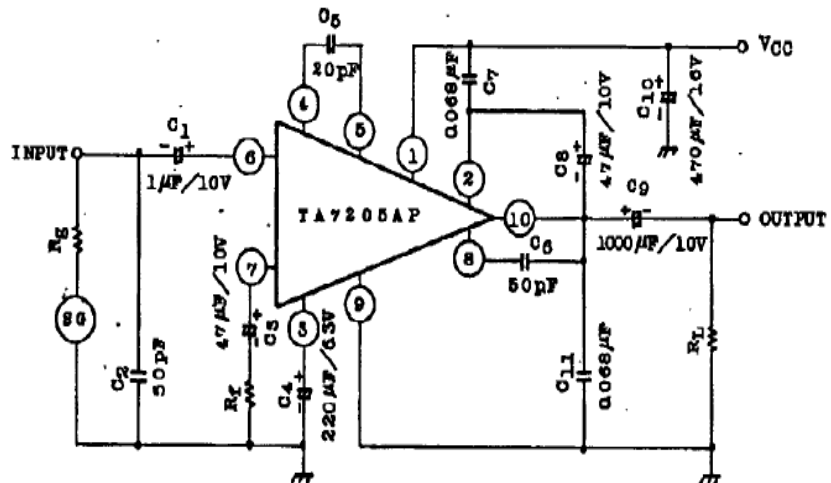 C5
20pF
4
5
1
0.068μF
C7
2
C8
47μF/10V
C10
470μF/16V
VCC
INPUT
C1
1μF/10V
6
TA7205AP
10
C9
1000μF/10V
OUTPUT
Rg
SG
C2
50pF
7
47μF/10V
C3
Rf
3
C4
220μF/6.3V
9
8
C6
50pF
C11
0.068μF
RL